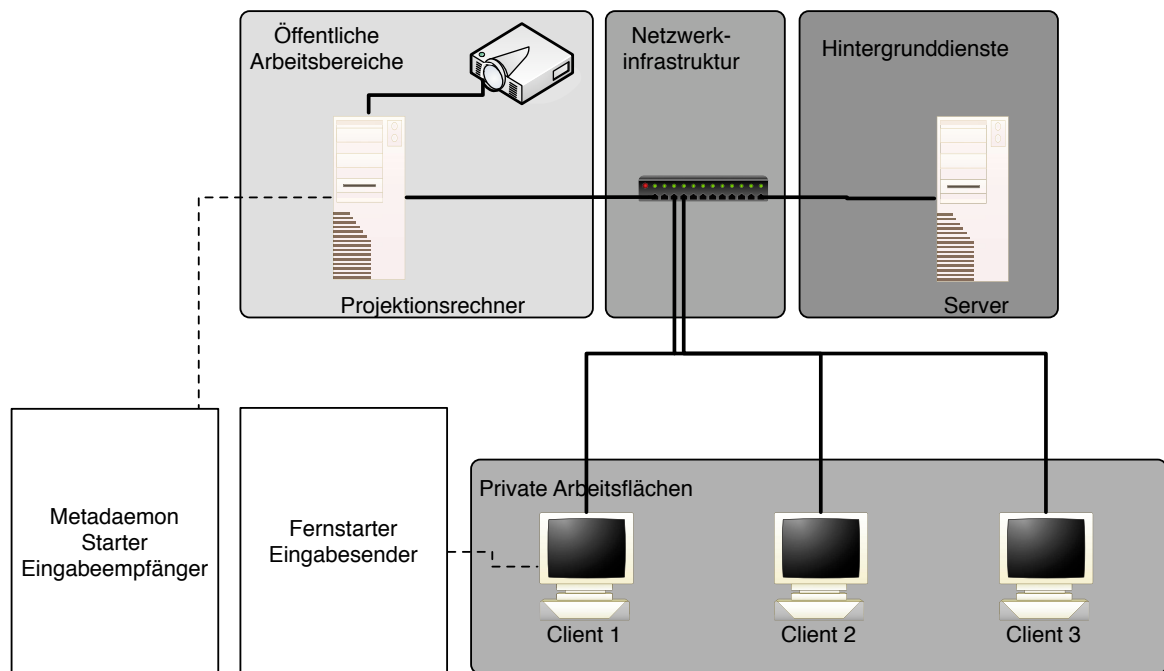 Öffentliche
Arbeitsbereiche
Netzwerk-
infrastruktur
Hintergrunddienste
Projektionsrechner
Server
Metadaemon
Starter
Eingabeempfänger
Fernstarter
Eingabesender
Private Arbeitsflächen
Client 1
Client 2
Client 3